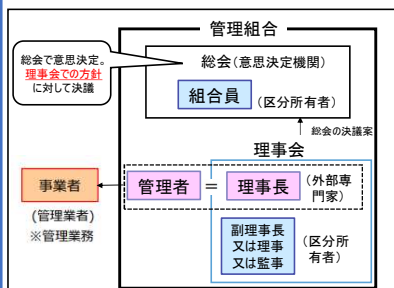 管理組合
総会で意思決定。
理事会での方針
に対して決議
総会(意思決定機関)
組合員
(区分所有者)
総会の決議案
理事会
事業者
管理者
=
理事長
(外部専
門家)
(管理業者)
※管理業務
副理事長
又は理事
又は監事
(区分所
有者)